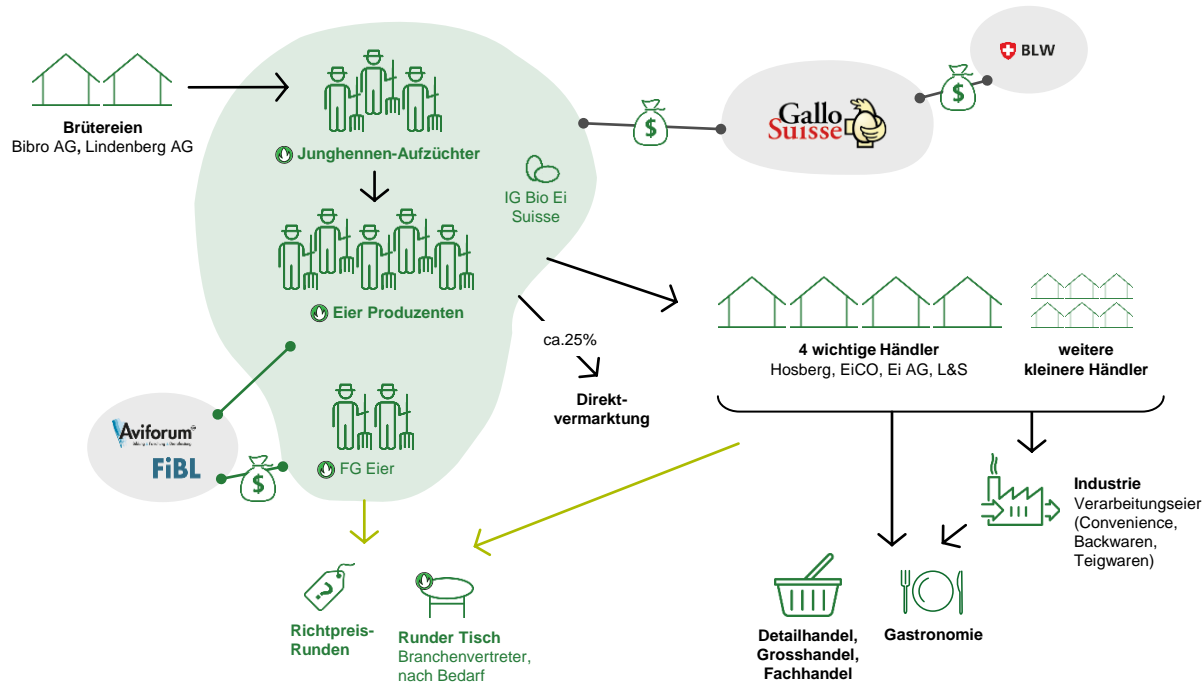 Brütereien
Bibro AG, Lindenberg AG
Junghennen-Aufzüchter
IG Bio Ei
Suisse
Eier Produzenten
$
Gallo
Suisse
$
BLW
ca.25%
Direkt-
vermarktung
4 wichtige Händler
Hosberg, EiCO, Ei AG, L&S
weitere
kleinere Händler
Aviforum
FiBL
$
FG Eier
Industrie
Verarbeitungseier
(Convenience,
Backwaren,
Teigwaren)
?
Richtpreis-
Runden
Runder Tisch
Branchenvertreter,
nach Bedarf
Detailhandel,
Grosshandel,
Fachhandel
Gastronomie